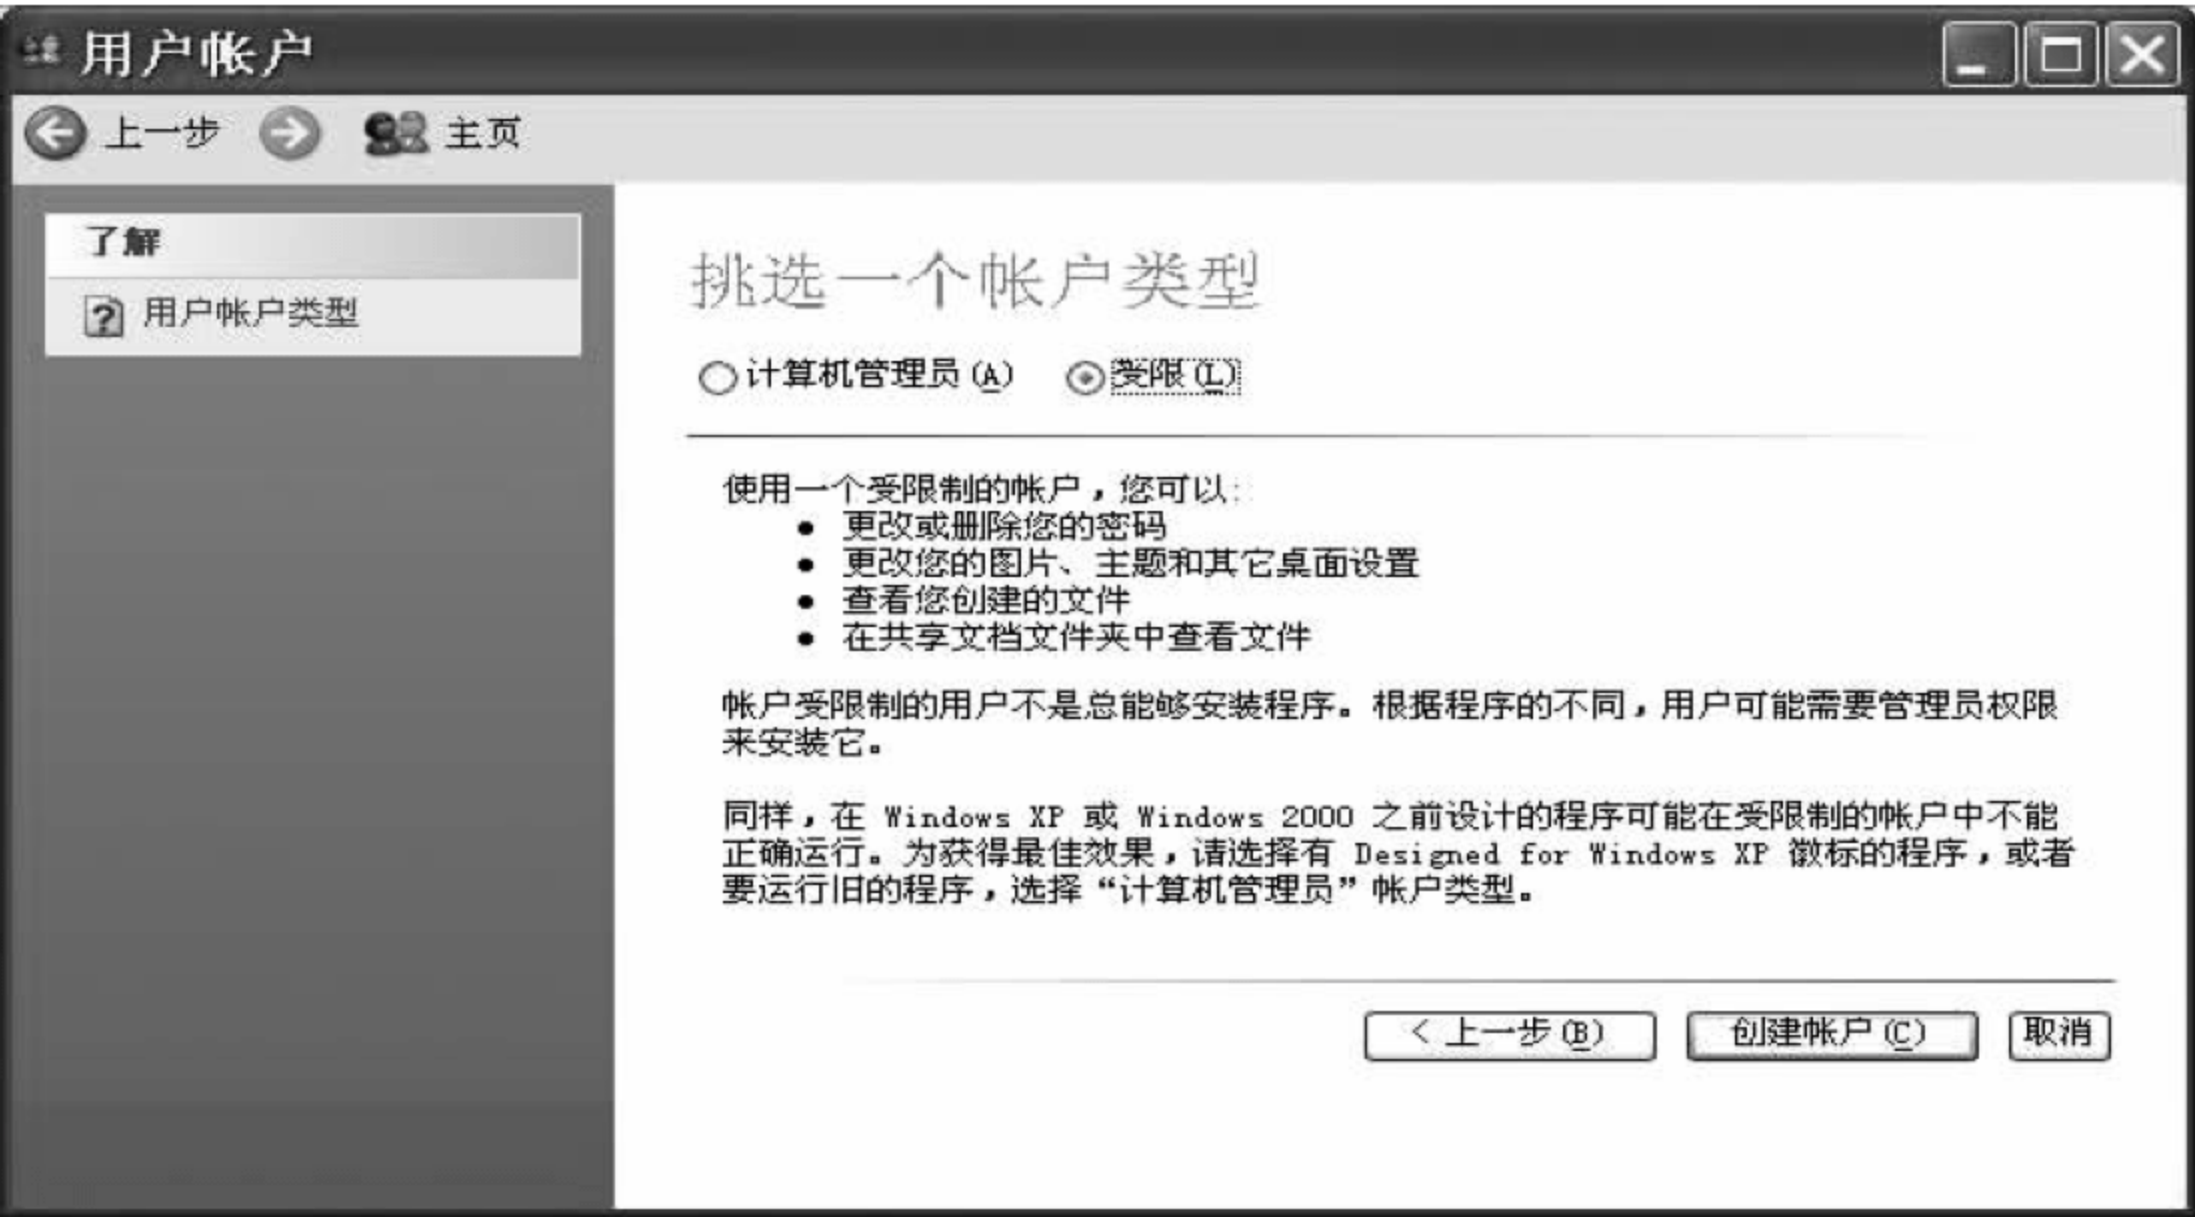 用户帐户
上一步 主页
了解
用户帐户类型
挑选一个帐户类型
计算机管理员(A) 受限(L)
使用一个受限制的帐户，您可以：
• 更改或删除您的密码
• 更改您的图片、主题和其它桌面设置
• 查看您创建的文件
• 在共享文档文件夹中查看文件
帐户受限制的用户不是总能够安装程序。根据程序的不同，用户可能需要管理员权限
来安装它。
同样，在 Windows XP 或 Windows 2000 之前设计的程序可能在受限制的帐户中不能
正确运行。为获得最佳效果，请选择有 Designed for Windows XP 徽标的程序，或者
要运行旧的程序，选择“计算机管理员”帐户类型。
< 上一步(B) 创建帐户(C) 取消